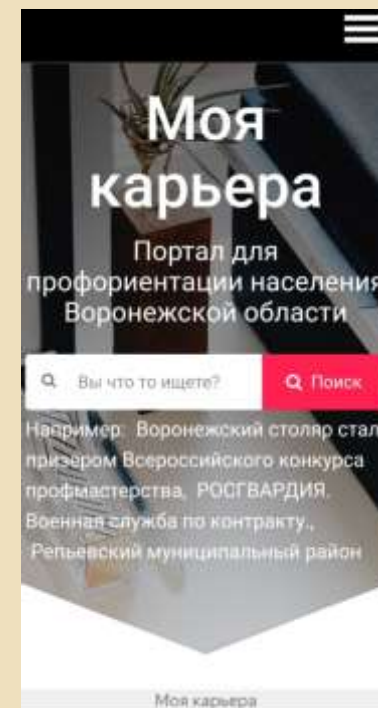 Моя
карьера
Портал для
профориентации населения
Воронежской области
Вы что то ищете?
Поиск
Например: Воронежский столяр стал
призером Всероссийского конкурса
профмастерства, РОСГВАРДИЯ.
Военная служба по контракту.,
Репьевский муниципальный район
Моя карьера